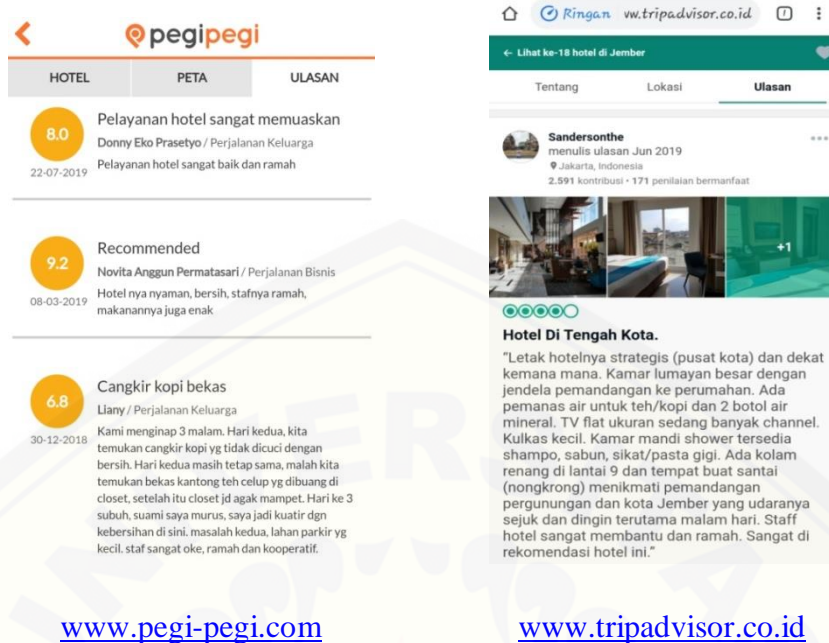 pegipegi
HOTEL PETA ULASAN
8.0
22-07-2019
Pelayanan hotel sangat memuaskan
Donny Eko Prasetyo / Perjalanan Keluarga
Pelayanan hotel sangat baik dan ramah
9.2
08-03-2019
Recommended
Novita Anggun Permatasari / Perjalanan Bisnis
Hotel nya nyaman, bersih, stafnya ramah,
makanannya juga enak
6.8
30-12-2018
Cangkir kopi bekas
Liany / Perjalanan Keluarga
Kami menginap 3 malam. Hari kedua, kita
temukan cangkir kopi yg tidak dicuci dengan
bersih. Hari kedua masih tetap sama, malah kita
temukan bekas kantong teh celup yg dibuang di
closet, setelah itu closet jd agak mampet. Hari ke 3
subuh, suami saya murus, saya jadi kuatir dgn
kebersihan di sini. masalah kedua, lahan parkir yg
kecil. staf sangat oke, ramah dan kooperatif.
www.pegi-pegi.com
Ringan vw.tripadvisor.co.id
← Lihat ke-18 hotel di Jember
Tentang Lokasi Ulasan
Sandersonthe
menulis ulasan Jun 2019
Jakarta, Indonesia
2.591 kontribusi • 171 penilaian bermanfaat
+1
Hotel Di Tengah Kota.
"Letak hotelnya strategis (pusat kota) dan dekat
kemana mana. Kamar lumayan besar dengan
jendela pemandangan ke perumahan. Ada
pemanas air untuk teh/kopi dan 2 botol air
mineral. TV flat ukuran sedang banyak channel.
Kulkas kecil. Kamar mandi shower tersedia
shampo, sabun, sikat/pasta gigi. Ada kolam
renang di lantai 9 dan tempat buat santai
(nongkrong) menikmati pemandangan
pergunungan dan kota Jember yang udaranya
sejuk dan dingin terutama malam hari. Staff
hotel sangat membantu dan ramah. Sangat di
rekomendasi hotel ini."
www.tripadvisor.co.id